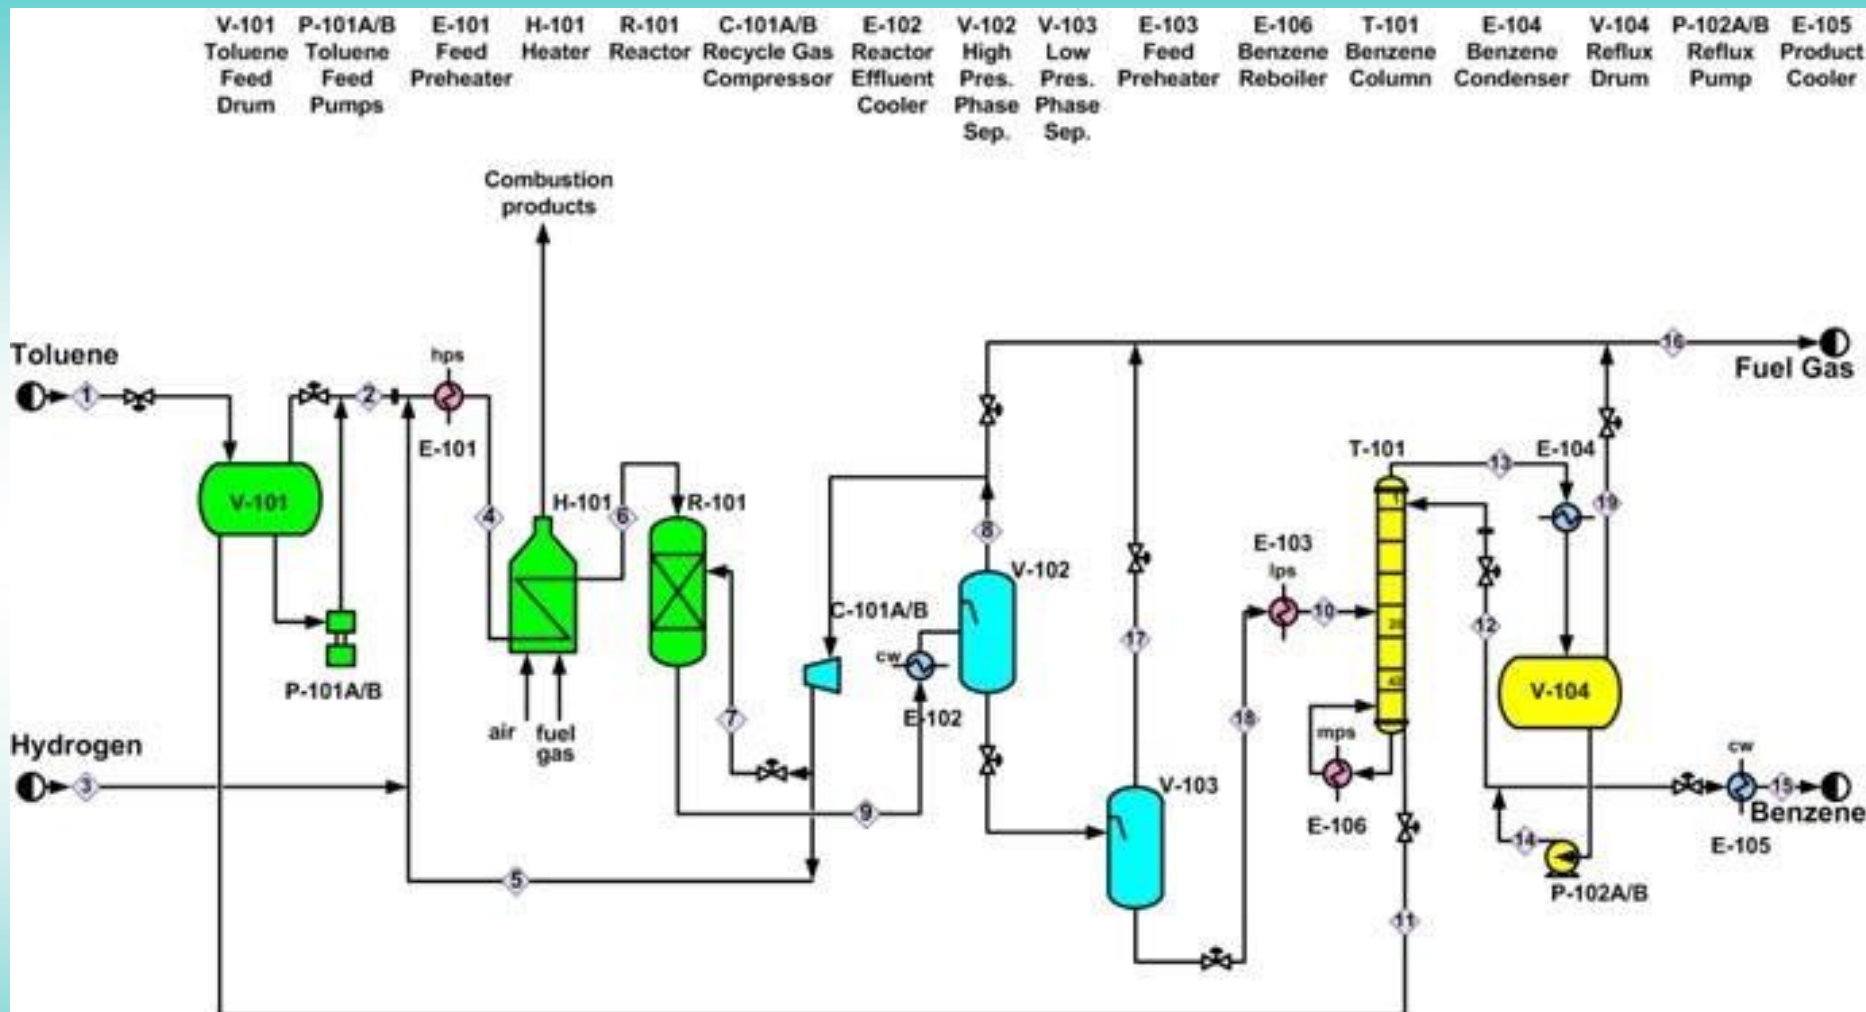 V-101 P-101A/B E-101 H-101 R-101 C-101A/B E-102 V-102 V-103 E-103 E-106 T-101 E-104 V-104 P-102A/B E-105
Toluene Toluene Feed Heater Reactor Recycle Gas Reactor High Low Feed Benzene Benzene Benzene Reflux Reflux Product
Feed Feed Preheater Compressor Effluent Pres. Pres. Preheater Reboiler Column Condenser Drum Pump Cooler
Drum Pumps Cooler Phase Phase
Sep. Sep.
Combustion
products
Toluene
1
hps
2
E-101
V-101
P-101A/B
Hydrogen
3
4
H-101
6
R-101
air
fuel
gas
5
7
C-101A/B
8
V-102
cw
E-102
9
16
Fuel Gas
17
V-103
E-103
lps
10
18
T-101
1
13
E-104
19
12
V-104
mps
E-106
11
14
P-102A/B
cw
15
Benzene
E-105